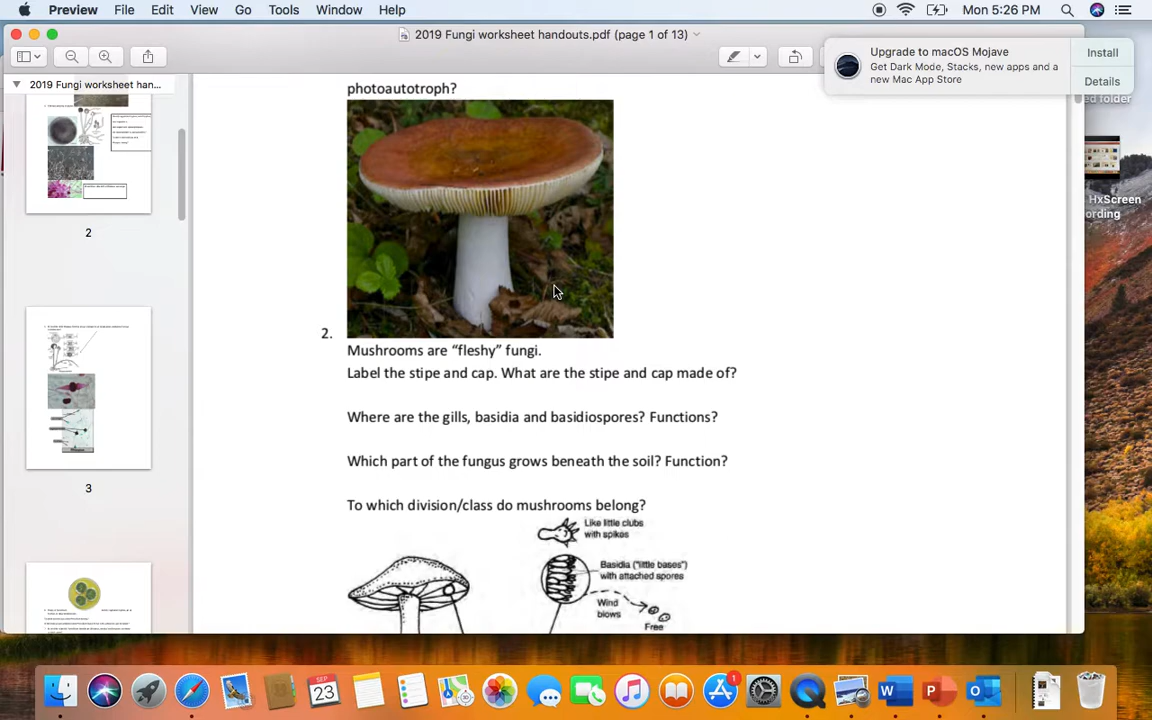 Preview File Edit View Go Tools Window Help
Mon 5:26 PM
2019 Fungi worksheet handouts.pdf (page 1 of 13)
Upgrade to macOS Mojave
Get Dark Mode, Stacks, new apps and a
new Mac App Store
Install
Details
2019 Fungi worksheet han...
2
3
ed folder
HxScreen
ording
photoautotroph?
2.
Mushrooms are “fleshy” fungi.
Label the stipe and cap. What are the stipe and cap made of?
Where are the gills, basidia and basidiospores? Functions?
Which part of the fungus grows beneath the soil? Function?
To which division/class do mushrooms belong?
Like little clubs
with spikes
Basidia ("little bases")
with attached spores
Wind
blows
Free
SEP
23
1
W
P
O